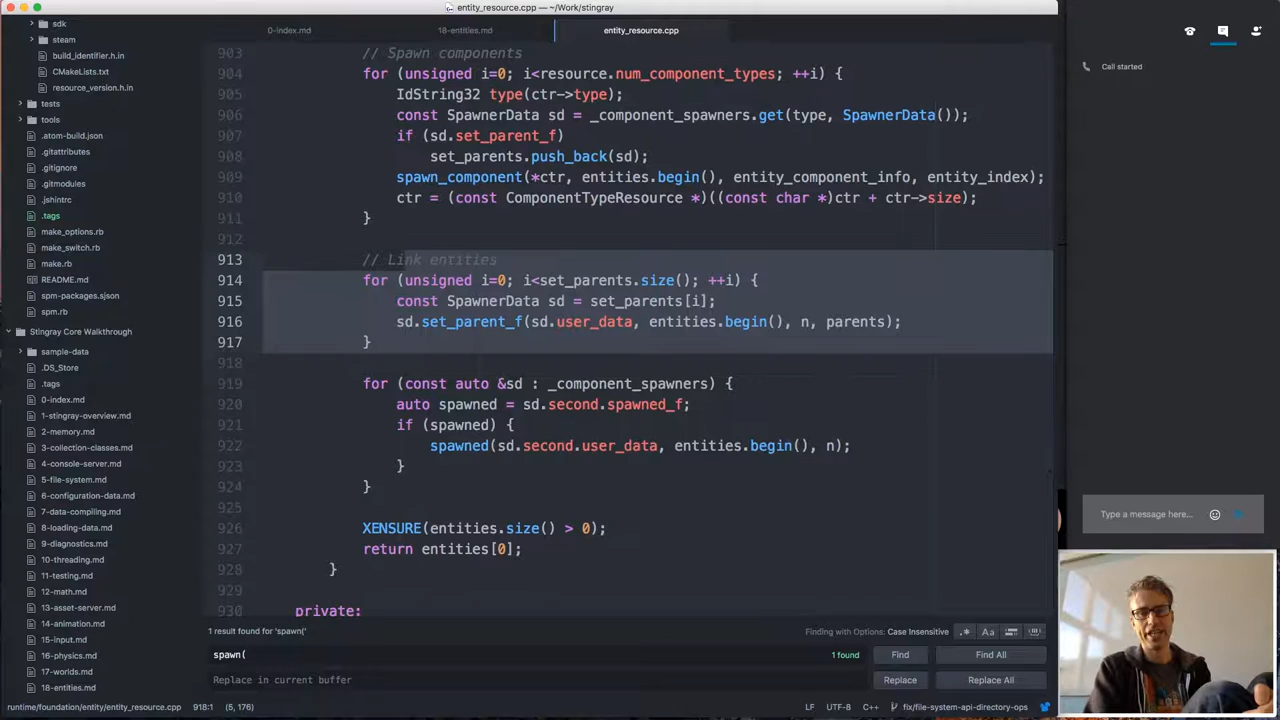 entity_resource.cpp — ~/Work/stingray
0-index.md
18-entities.md
entity_resource.cpp
sdk
steam
build_identifier.h.in
CMakeLists.txt
resource_version.h.in
tests
tools
.atom-build.json
.gitattributes
.gitignore
.gitmodules
.jshintrc
.tags
make_options.rb
make_switch.rb
make.rb
README.md
spm-packages.sjson
spm.rb
Stingray Core Walkthrough
sample-data
.DS_Store
.tags
0-index.md
1-stingray-overview.md
2-memory.md
3-collection-classes.md
4-console-server.md
5-file-system.md
6-configuration-data.md
7-data-compiling.md
8-loading-data.md
9-diagnostics.md
10-threading.md
11-testing.md
12-math.md
13-asset-server.md
14-animation.md
15-input.md
16-physics.md
17-worlds.md
18-entities.md
903 // Spawn components
904 for (unsigned i=0; i<resource.num_component_types; ++i) {
905 IdString32 type(ctr->type);
906 const SpawnerData sd = _component_spawners.get(type, SpawnerData());
907 if (sd.set_parent_f)
908 set_parents.push_back(sd);
909 spawn_component(*ctr, entities.begin(), entity_component_info, entity_index);
910 ctr = (const ComponentTypeResource *)((const char *)ctr + ctr->size);
911 }
912
913 // Link entities
914 for (unsigned i=0; i<set_parents.size(); ++i) {
915 const SpawnerData sd = set_parents[i];
916 sd.set_parent_f(sd.user_data, entities.begin(), n, parents);
917 }
918
919 for (const auto &sd : _component_spawners) {
920 auto spawned = sd.second.spawned_f;
921 if (spawned) {
922 spawned(sd.second.user_data, entities.begin(), n);
923 }
924 }
925
926 XENSURE(entities.size() > 0);
927 return entities[0];
928 }
929
930 private:
1 result found for 'spawn('
Finding with Options: Case Insensitive
.*
Aa
spawn(
1 found
Find
Find All
Replace in current buffer
Replace
Replace All
runtime/foundation/entity/entity_resource.cpp 918:1 (5, 176)
LF UTF-8 C++ fix/file-system-api-directory-ops
Call started
Type a message here...